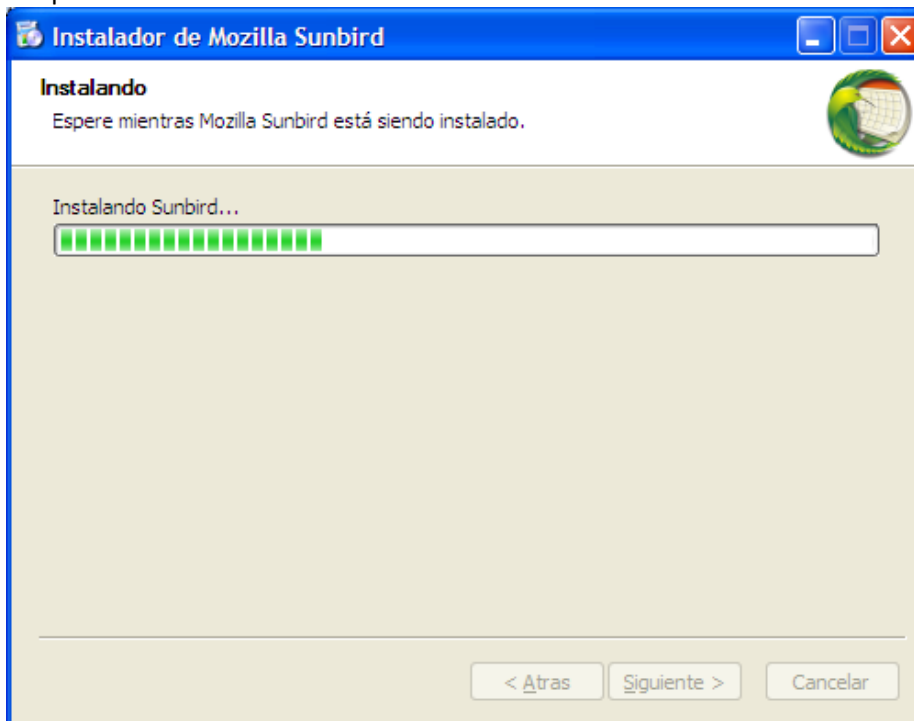 Instalador de Mozilla Sunbird
Instalando
Espere mientras Mozilla Sunbird está siendo instalado.
Instalando Sunbird...
< Atras
Siguiente >
Cancelar